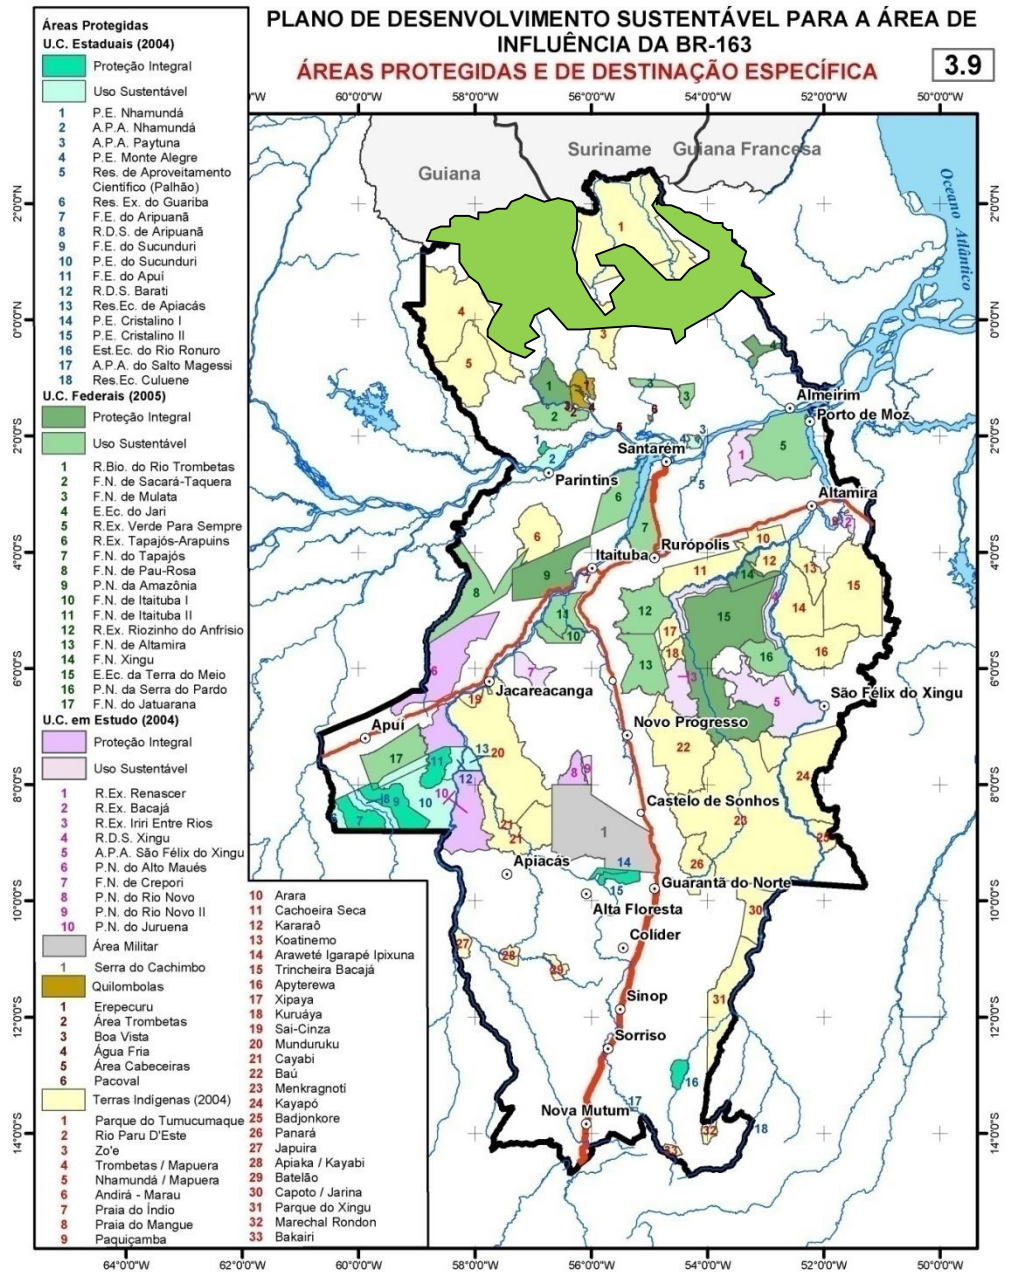 PLANO DE DESENVOLVIMENTO SUSTENTÁVEL PARA A ÁREA DE
INFLUÊNCIA DA BR-163
ÁREAS PROTEGIDAS E DE DESTINAÇÃO ESPECÍFICA
3.9
Áreas Protegidas
U.C. Estaduais (2004)
Proteção Integral
Uso Sustentável
1 P.E. Nhamundá
2 A.P.A. Nhamundá
3 A.P.A. Paytuna
4 P.E. Monte Alegre
5 Res. de Aproveitamento
Científico (Palhão)
6 Res. Ex. do Guariba
7 F.E. do Aripuanã
8 R.D.S. de Aripuanã
9 F.E. do Sucunduri
10 P.E. do Sucunduri
11 F.E. do Apuí
12 R.D.S. Barati
13 Res.Ec. de Apiacás
14 P.E. Cristalino I
15 P.E. Cristalino II
16 Est.Ec. do Rio Ronuro
17 A.P.A. do Salto Magessi
18 Res.Ec. Culuene
U.C. Federais (2005)
Proteção Integral
Uso Sustentável
1 R.Bio. do Rio Trombetas
2 F.N. de Sacará-Taquera
3 F.N. de Mulata
4 E.Ec. do Jari
5 R.Ex. Verde Para Sempre
6 R.Ex. Tapajós-Arapuins
7 F.N. do Tapajós
8 F.N. de Pau-Rosa
9 P.N. da Amazônia
10 F.N. de Itaituba I
11 F.N. de Itaituba II
12 R.Ex. Riozinho do Anfrísio
13 F.N. de Altamira
14 F.N. Xingu
15 E.Ec. da Terra do Meio
16 P.N. da Serra do Pardo
17 F.N. do Jatuarana
U.C. em Estudo (2004)
Proteção Integral
Uso Sustentável
1 R.Ex. Renascer
2 R.Ex. Bacajá
3 R.Ex. Iriri Entre Rios
4 R.D.S. Xingu
5 A.P.A. São Félix do Xingu
6 P.N. do Alto Maués
7 F.N. de Crepori
8 P.N. do Rio Novo
9 P.N. do Rio Novo II
10 P.N. do Juruena
Área Militar
1 Serra do Cachimbo
Quilombolas
1 Erepecuru
2 Área Trombetas
3 Boa Vista
4 Água Fria
5 Área Cabeceiras
6 Pacoval
Terras Indígenas (2004)
1 Parque do Tumucumaque
2 Rio Paru D'Este
3 Zo'e
4 Trombetas / Mapuera
5 Nhamundá / Mapuera
6 Andirá - Marau
7 Praia do Índio
8 Praia do Mangue
9 Paquiçamba
10 Arara
11 Cachoeira Seca
12 Kararaô
13 Koatinemo
14 Araweté Igarapé Ipixuna
15 Trincheira Bacajá
16 Apyterewa
17 Xipaya
18 Kuruáya
19 Sai-Cinza
20 Munduruku
21 Cayabi
22 Baú
23 Menkragnotí
24 Kayapó
25 Badjonkore
26 Panará
27 Japuira
28 Apiaka / Kayabi
29 Batelão
30 Capoto / Jarina
31 Parque do Xingu
32 Marechal Rondon
33 Bakairi
60°0'0"W 58°0'0"W 56°0'0"W 54°0'0"W 52°0'0"W 50°0'0"W
Guiana
Suriname
Guiana Francesa
Oceano Atlântico
Almeirim
Porto de Moz
Santarém
Parintins
Altamira
Rurópolis
Itaituba
Jacareacanga
São Félix do Xingu
Apuí
Novo Progresso
Castelo de Sonhos
Apiacás
Guarantã do Norte
Alta Floresta
Colíder
Sinop
Sorriso
Nova Mutum
2°0'0"N
0°0'0"N
2°0'0"S
4°0'0"S
6°0'0"S
8°0'0"S
10°0'0"S
12°0'0"S
14°0'0"S
64°0'0"W 62°0'0"W 60°0'0"W 58°0'0"W 56°0'0"W 54°0'0"W 52°0'0"W 50°0'0"W